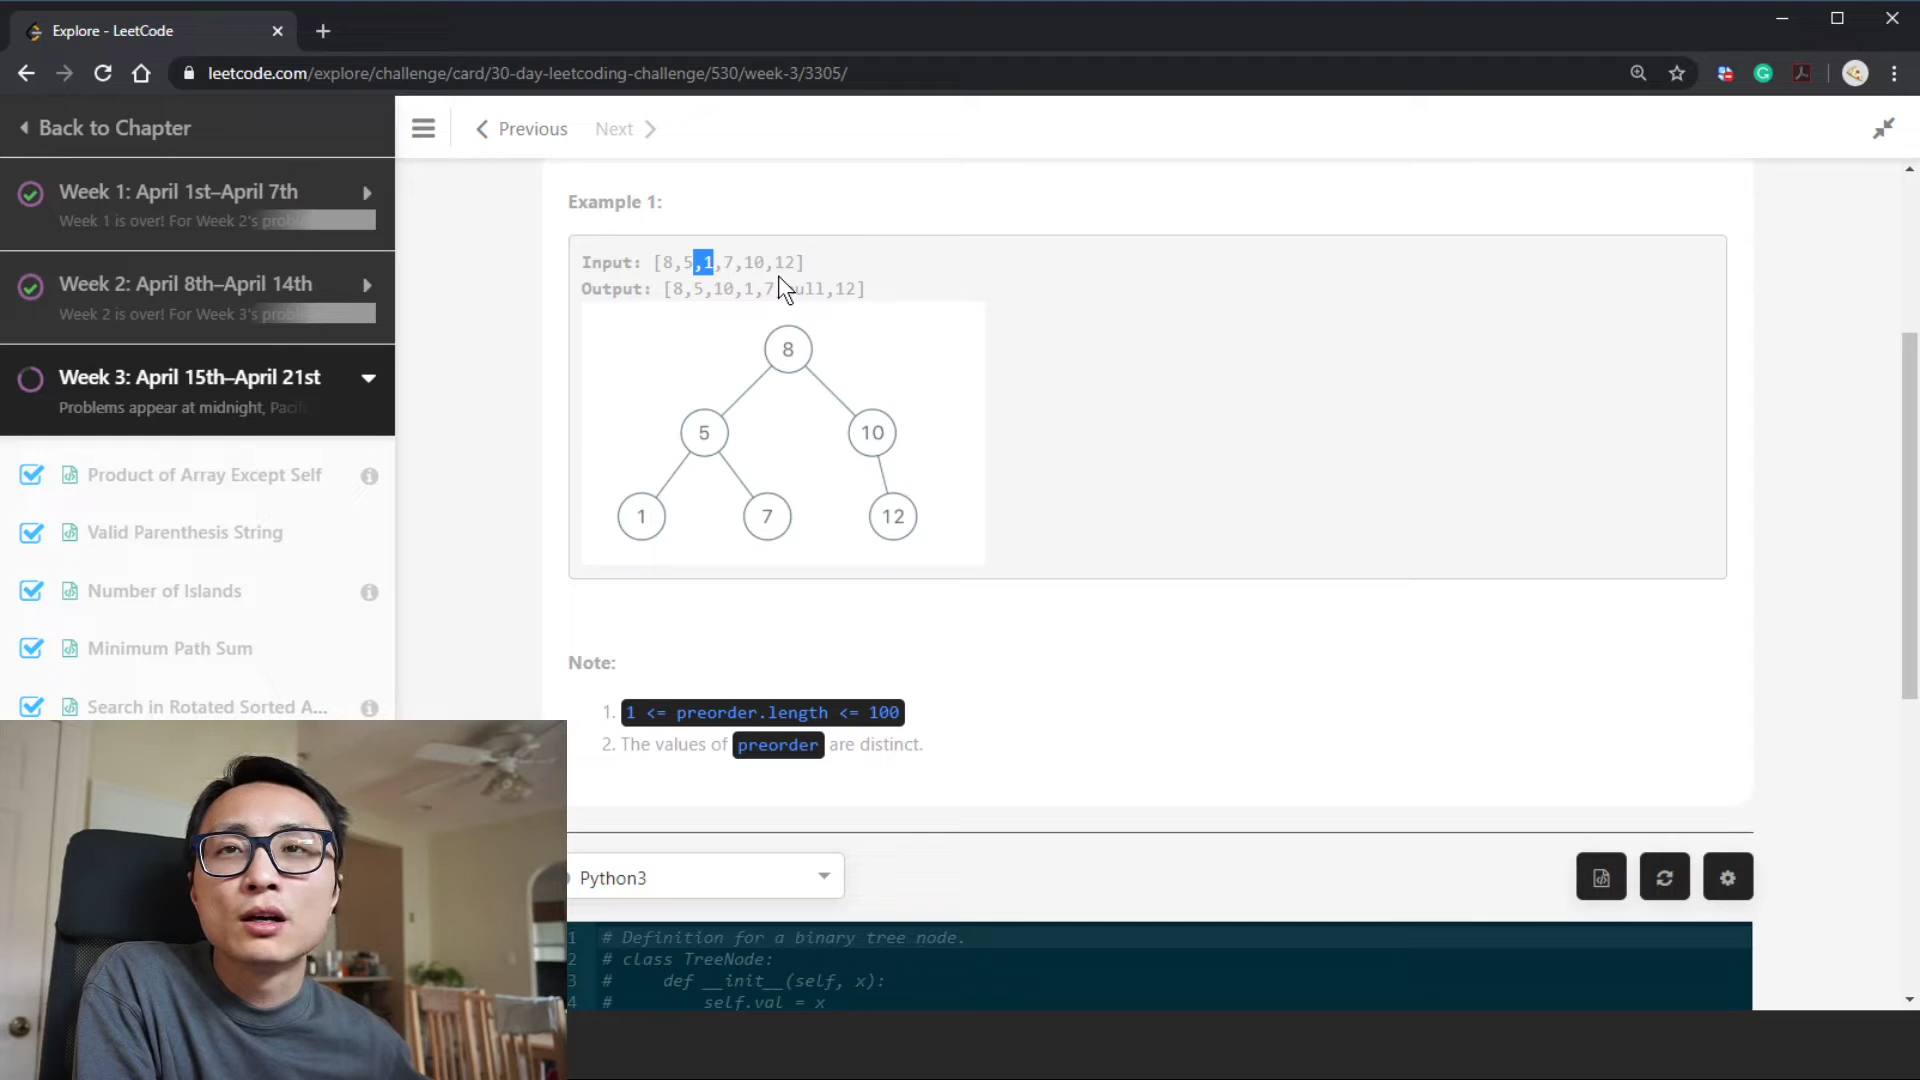 Explore - LeetCode
leetcode.com/explore/challenge/card/30-day-leetcoding-challenge/530/week-3/3305/
Back to Chapter
Previous
Next
Week 1: April 1st–April 7th
Week 1 is over! For Week 2's
Week 2: April 8th–April 14th
Week 2 is over! For Week 3's
Week 3: April 15th–April 21st
Problems appear at midnight,
Product of Array Except Self
Valid Parenthesis String
Number of Islands
Minimum Path Sum
Search in Rotated Sorted A...
Example 1:
Input: [8,5,1,7,10,12]
Output: [8,5,10,1,7 ull,12]
8
5
10
1
7
12
Note:
1. 1 <= preorder.length <= 100
2. The values of preorder are distinct.
Python3
1 # Definition for a binary tree node.
2 # class TreeNode:
3 # def __init__(self, x):
4 # self.val = x